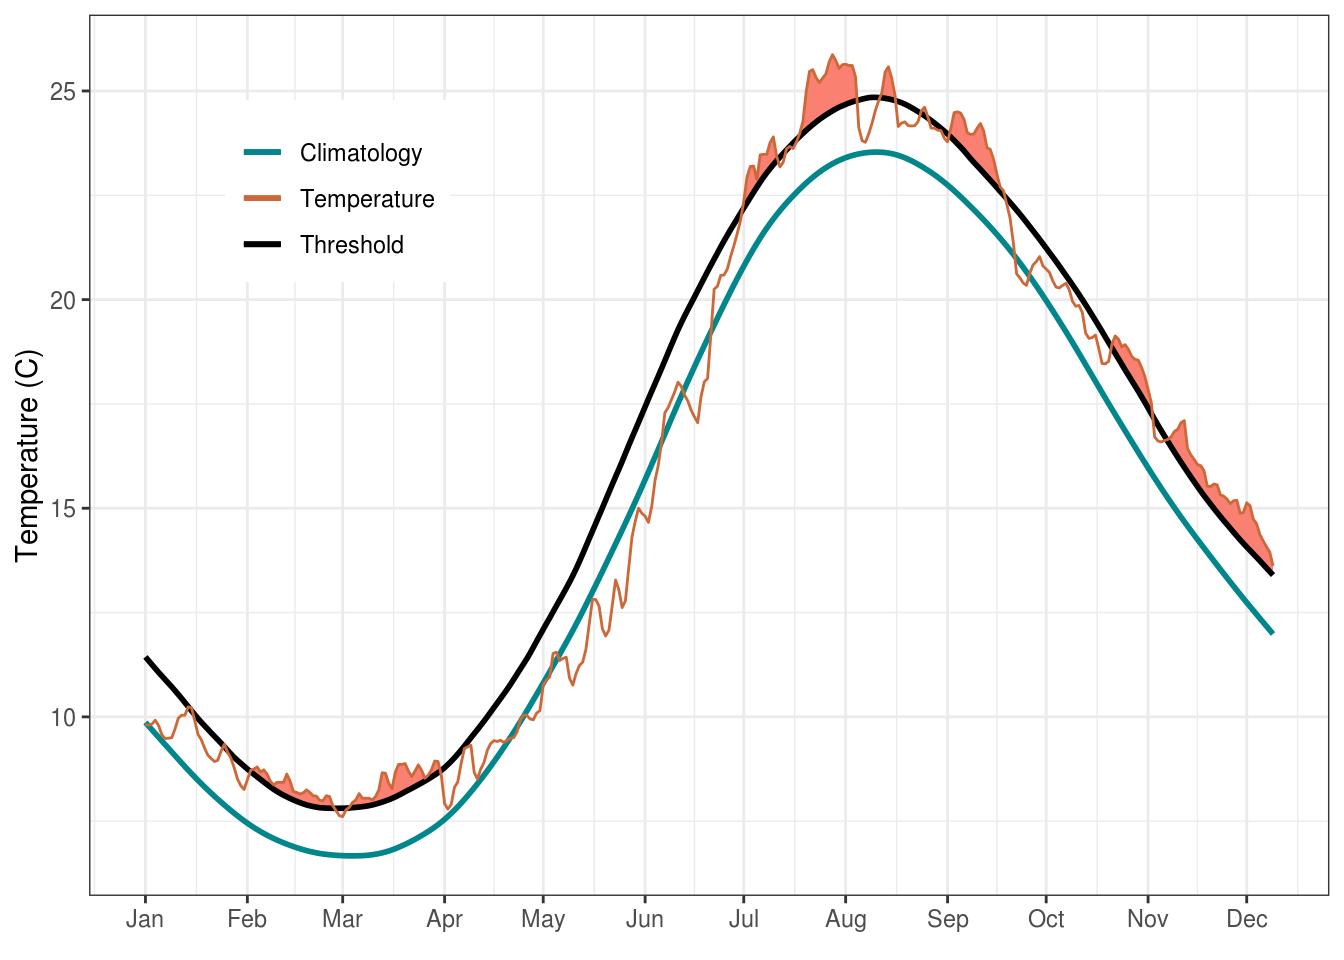 25
20
15
10
Temperature (C)
Climatology
Temperature
Threshold
Jan Feb Mar Apr May Jun Jul Aug Sep Oct Nov Dec